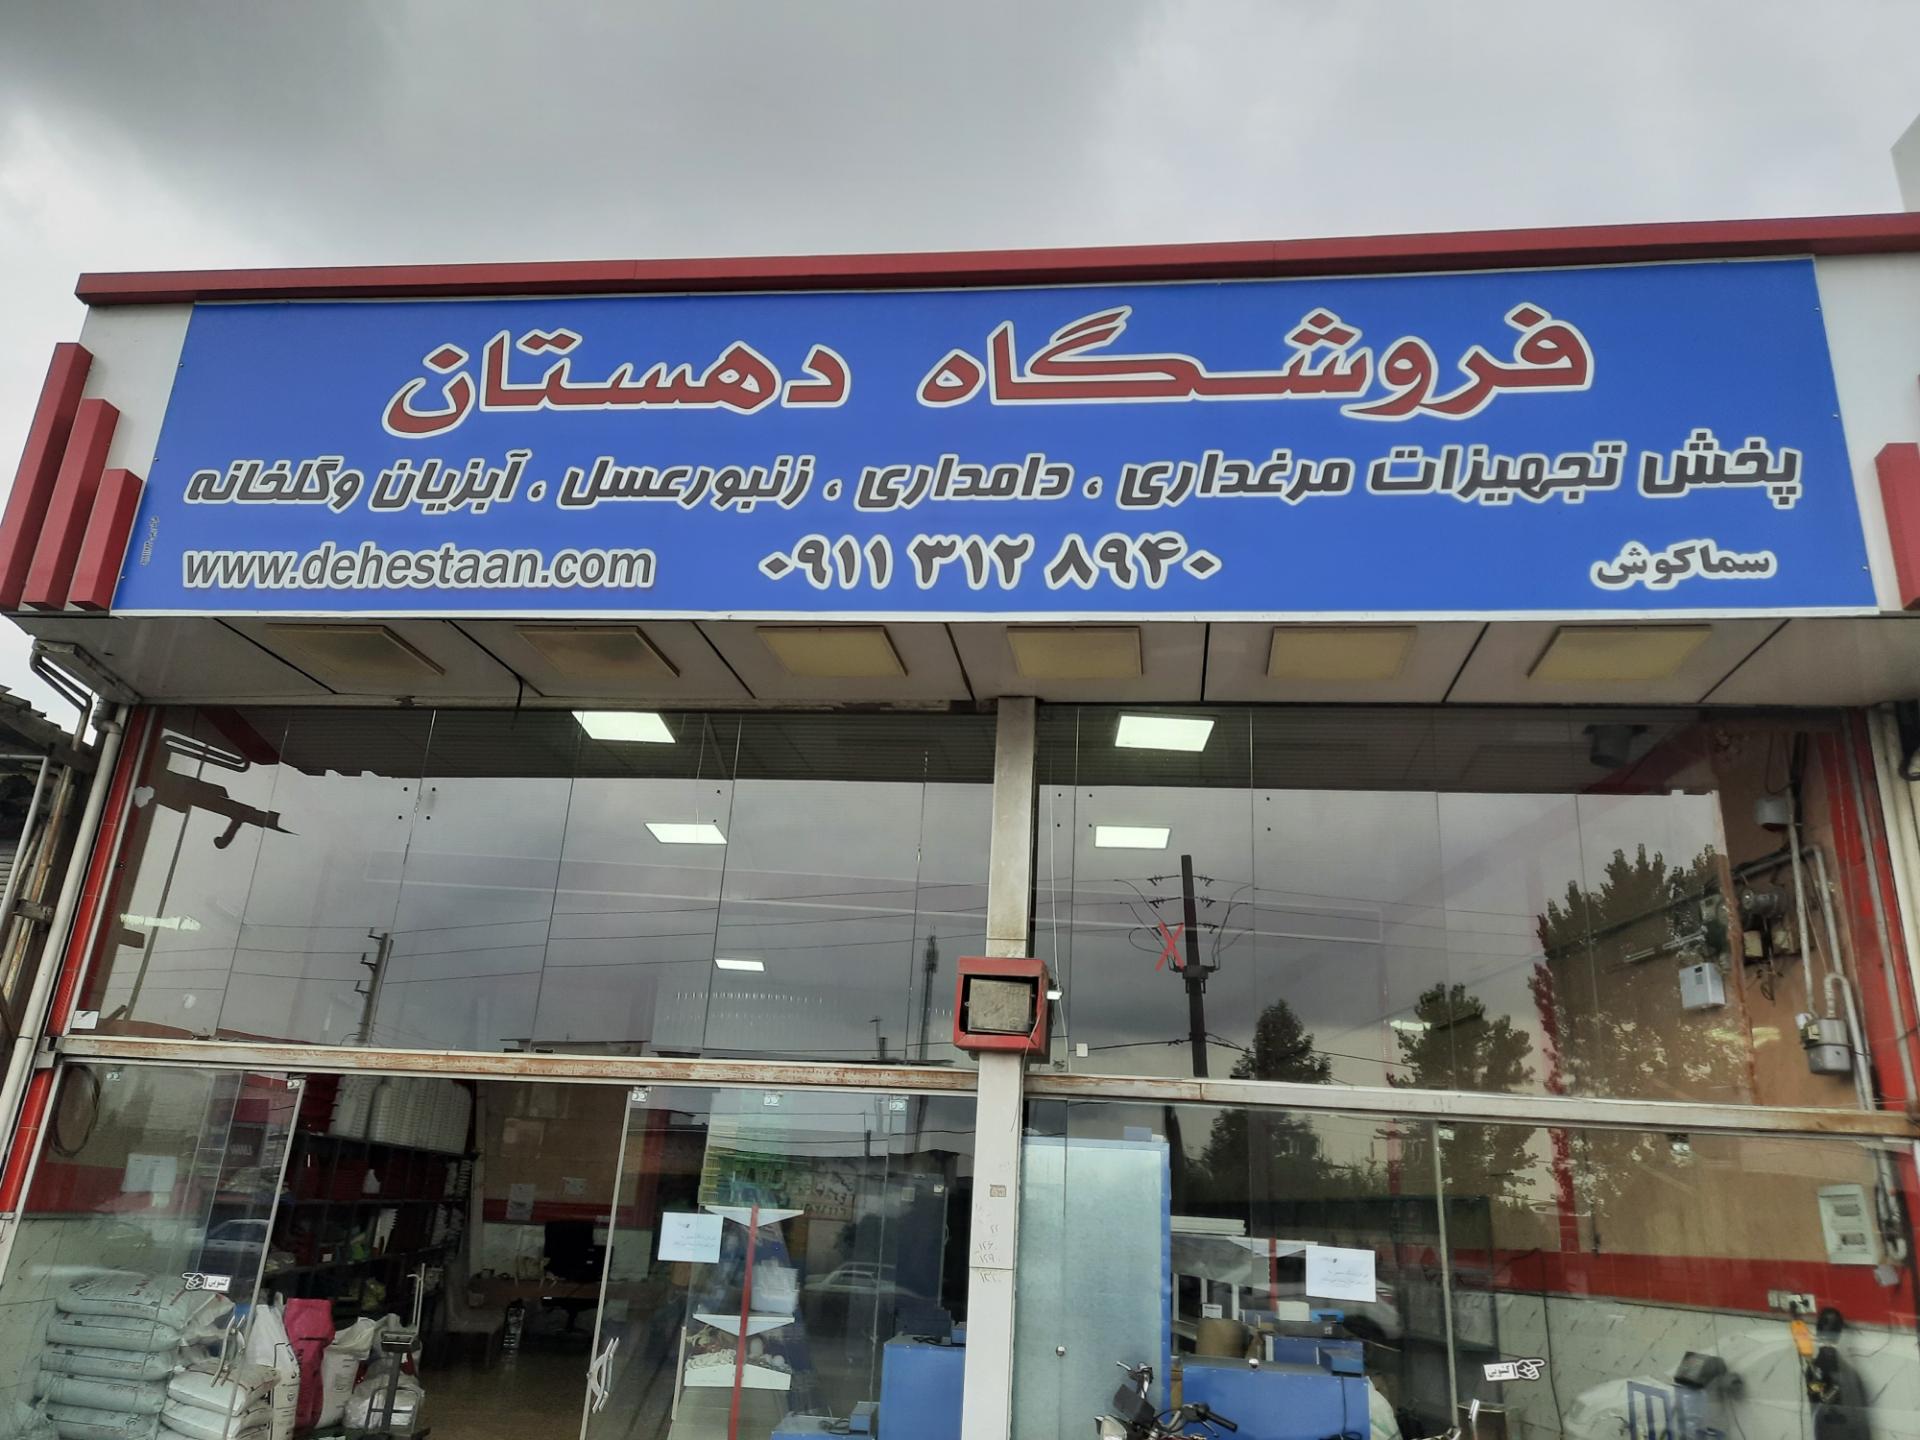 فروشگاه دهستان
پخش تجهیزات مرغداری ، دامداری ، زنبورعسل ، آبزیان وگلخانه
سماکوش
۰۹۱۱ ۳۱۲ ۸۹۴۰
www.dehestaan.com